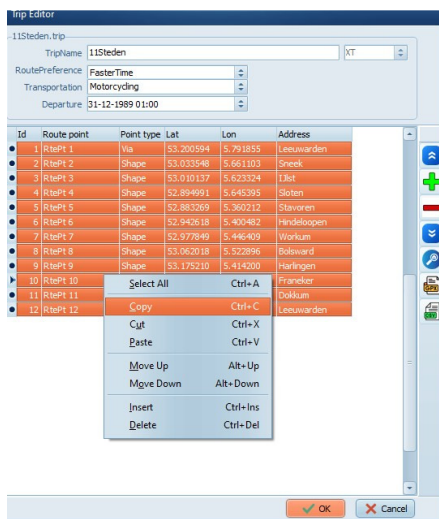 Trip Editor
11Steden.trip
TripName 11Steden XT
RoutePreference FasterTime
Transportation Motorcycling
Departure 31-12-1989 01:00
Id Route point Point type Lat Lon Address
1 RtePt 1 Via 53.200594 5.791855 Leeuwarden
2 RtePt 2 Shape 53.033548 5.661103 Sneek
3 RtePt 3 Shape 53.010137 5.623324 IJlst
4 RtePt 4 Shape 52.894991 5.645395 Sloten
5 RtePt 5 Shape 52.883269 5.360212 Stavoren
6 RtePt 6 Shape 52.942618 5.400482 Hindeloopen
7 RtePt 7 Shape 52.977849 5.446409 Workum
8 RtePt 8 Shape 53.062018 5.522896 Bolsward
9 RtePt 9 Shape 53.175210 5.414200 Harlingen
10 RtePt 10 Franeker
11 RtePt 11 Dokkum
12 RtePt 12 Leeuwarden
Select All Ctrl+A
Copy Ctrl+C
Cut Ctrl+X
Paste Ctrl+V
Move Up Alt+Up
Move Down Alt+Down
Insert Ctrl+Ins
Delete Ctrl+Del
GPX
CSV
OK Cancel